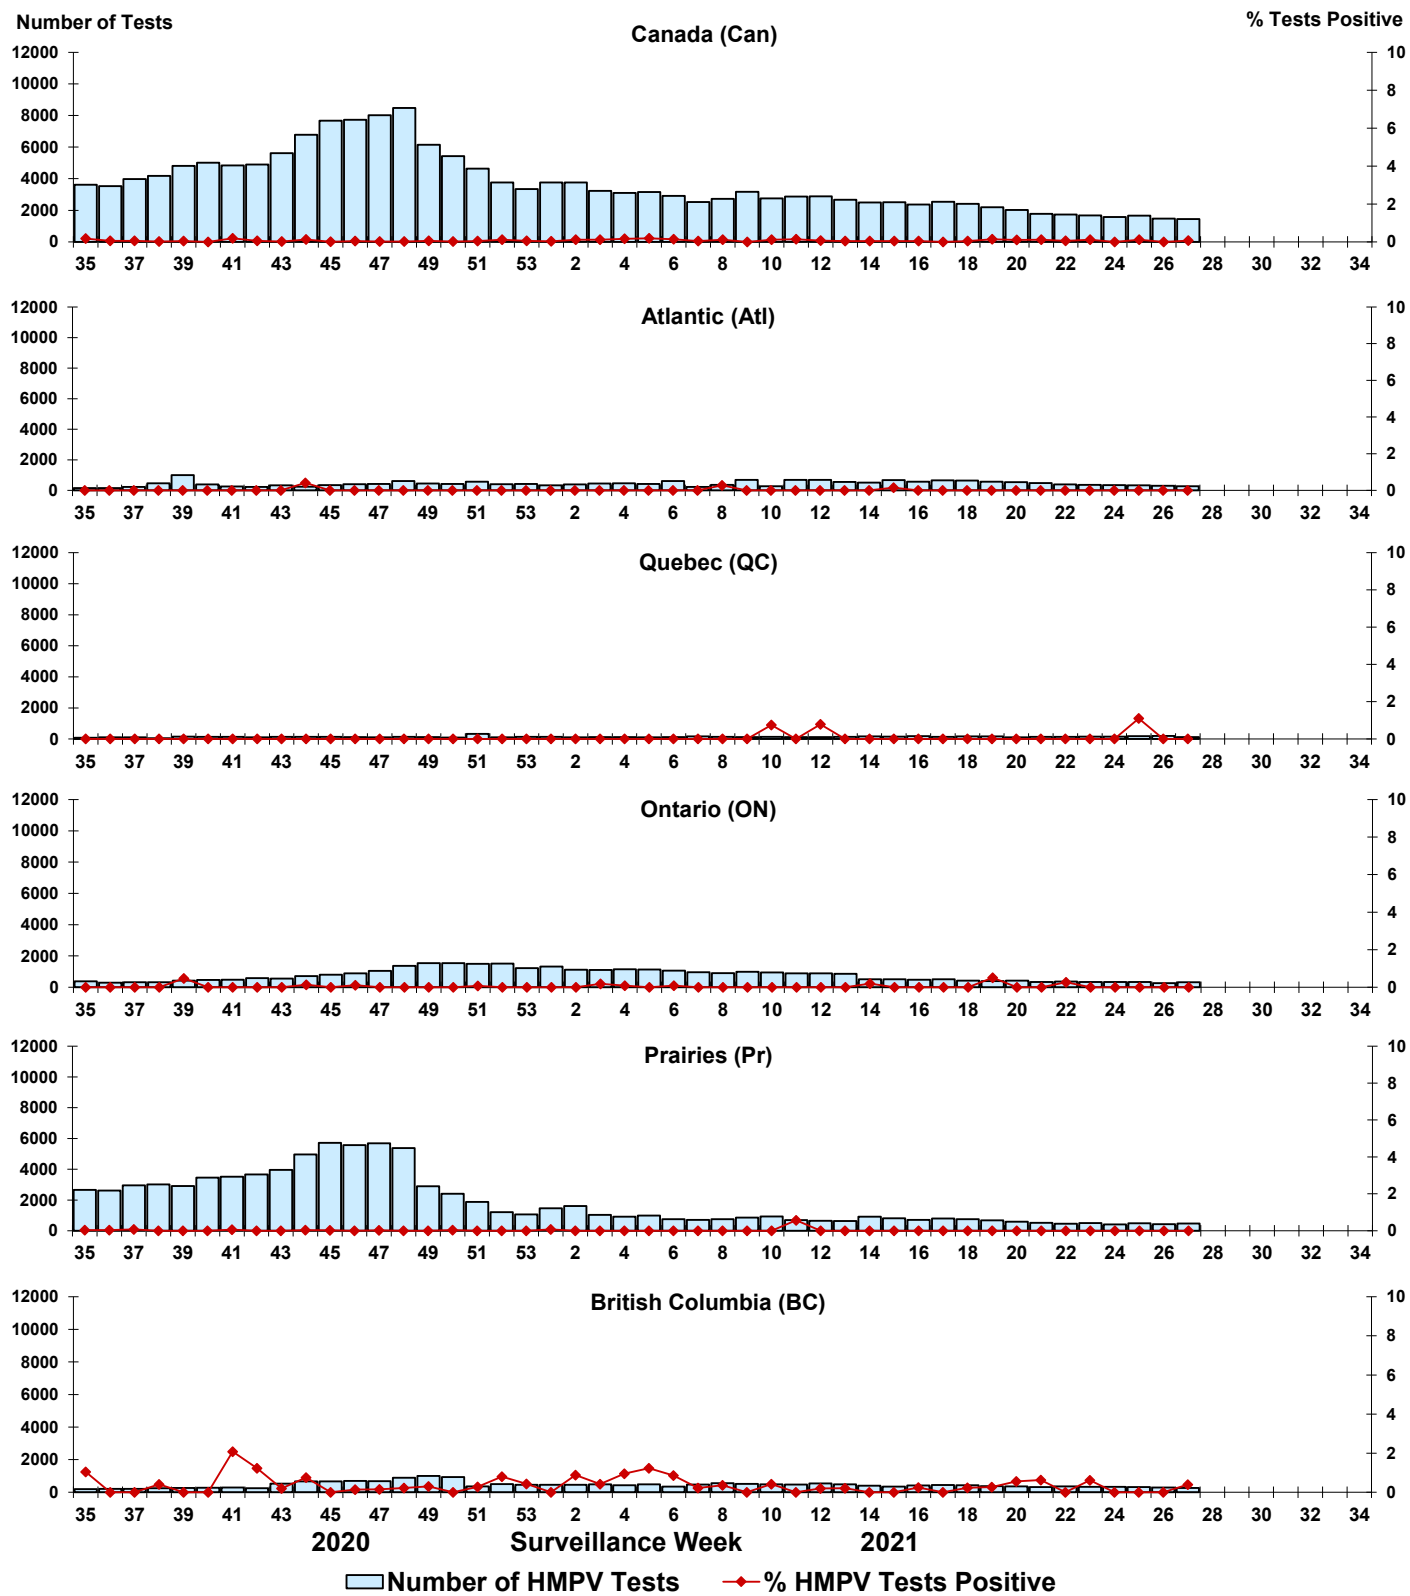 Number of Tests
% Tests Positive
Canada (Can)
12000 10
10000 8
8000 6
6000 4
4000 2
2000
0 0
35 37 39 41 43 45 47 49 51 53 2 4 6 8 10 12 14 16 18 20 22 24 26 28 30 32 34
Atlantic (Atl)
12000 10
10000 8
8000 6
6000 4
4000 2
2000
0 0
35 37 39 41 43 45 47 49 51 53 2 4 6 8 10 12 14 16 18 20 22 24 26 28 30 32 34
Quebec (QC)
12000 10
10000 8
8000 6
6000 4
4000 2
2000
0 0
35 37 39 41 43 45 47 49 51 53 2 4 6 8 10 12 14 16 18 20 22 24 26 28 30 32 34
Ontario (ON)
12000 10
10000 8
8000 6
6000 4
4000 2
2000
0 0
35 37 39 41 43 45 47 49 51 53 2 4 6 8 10 12 14 16 18 20 22 24 26 28 30 32 34
Prairies (Pr)
12000 10
10000 8
8000 6
6000 4
4000 2
2000
0 0
35 37 39 41 43 45 47 49 51 53 2 4 6 8 10 12 14 16 18 20 22 24 26 28 30 32 34
British Columbia (BC)
12000 10
10000 8
8000 6
6000 4
4000 2
2000
0 0
35 37 39 41 43 45 47 49 51 53 2 4 6 8 10 12 14 16 18 20 22 24 26 28 30 32 34
2020 Surveillance Week 2021
Number of HMPV Tests % HMPV Tests Positive